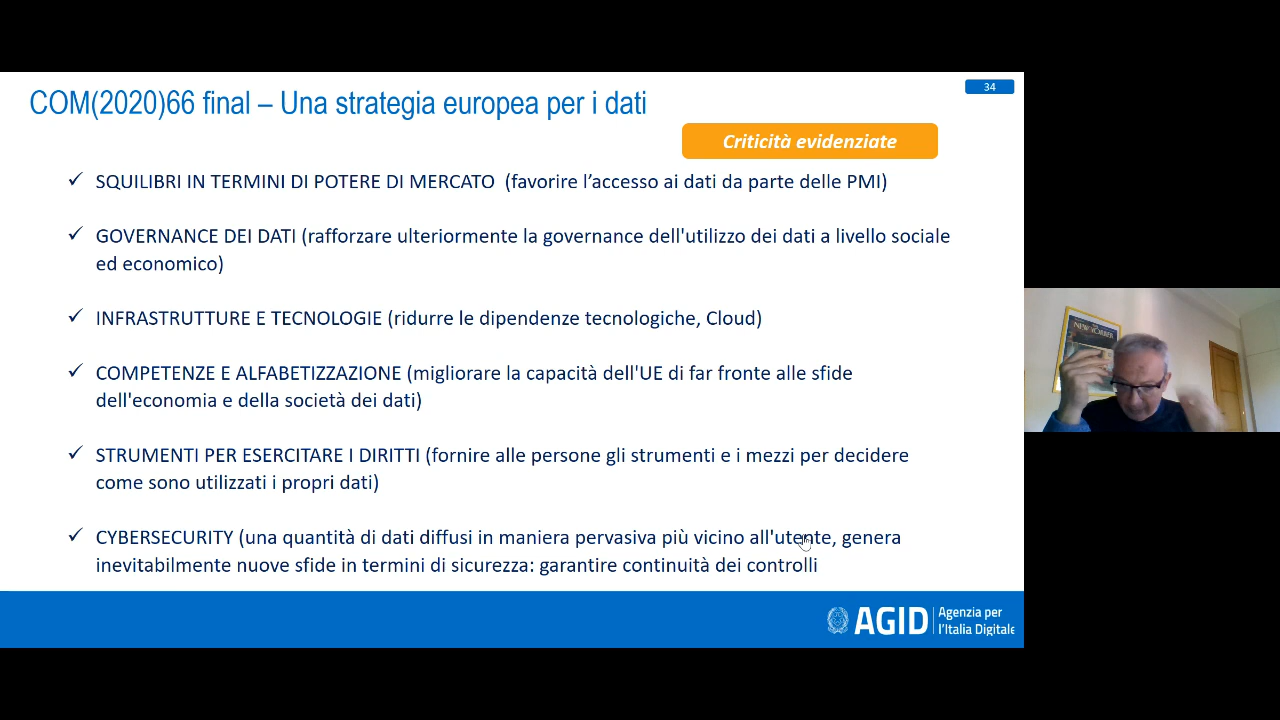 COM(2020)66 final – Una strategia europea per i dati
34
Criticità evidenziate
✓ SQUILIBRI IN TERMINI DI POTERE DI MERCATO (favorire l’accesso ai dati da parte delle PMI)
✓ GOVERNANCE DEI DATI (rafforzare ulteriormente la governance dell'utilizzo dei dati a livello sociale
ed economico)
✓ INFRASTRUTTURE E TECNOLOGIE (ridurre le dipendenze tecnologiche, Cloud)
✓ COMPETENZE E ALFABETIZZAZIONE (migliorare la capacità dell'UE di far fronte alle sfide
dell'economia e della società dei dati)
✓ STRUMENTI PER ESERCITARE I DIRITTI (fornire alle persone gli strumenti e i mezzi per decidere
come sono utilizzati i propri dati)
✓ CYBERSECURITY (una quantità di dati diffusi in maniera pervasiva più vicino all'utente, genera
inevitabilmente nuove sfide in termini di sicurezza: garantire continuità dei controlli
AGID
Agenzia per
l’Italia Digitale
NEW YORKER